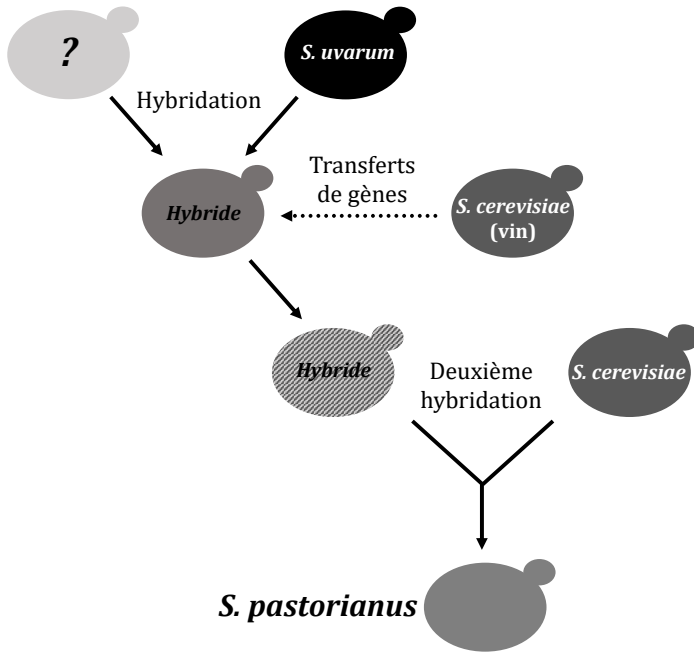 ?
S. uvarum
Hybridation
Transferts
de gènes
Hybride
S. cerevisiae
(vin)
Hybride
Deuxième
hybridation
S. cerevisiae
S. pastorianus